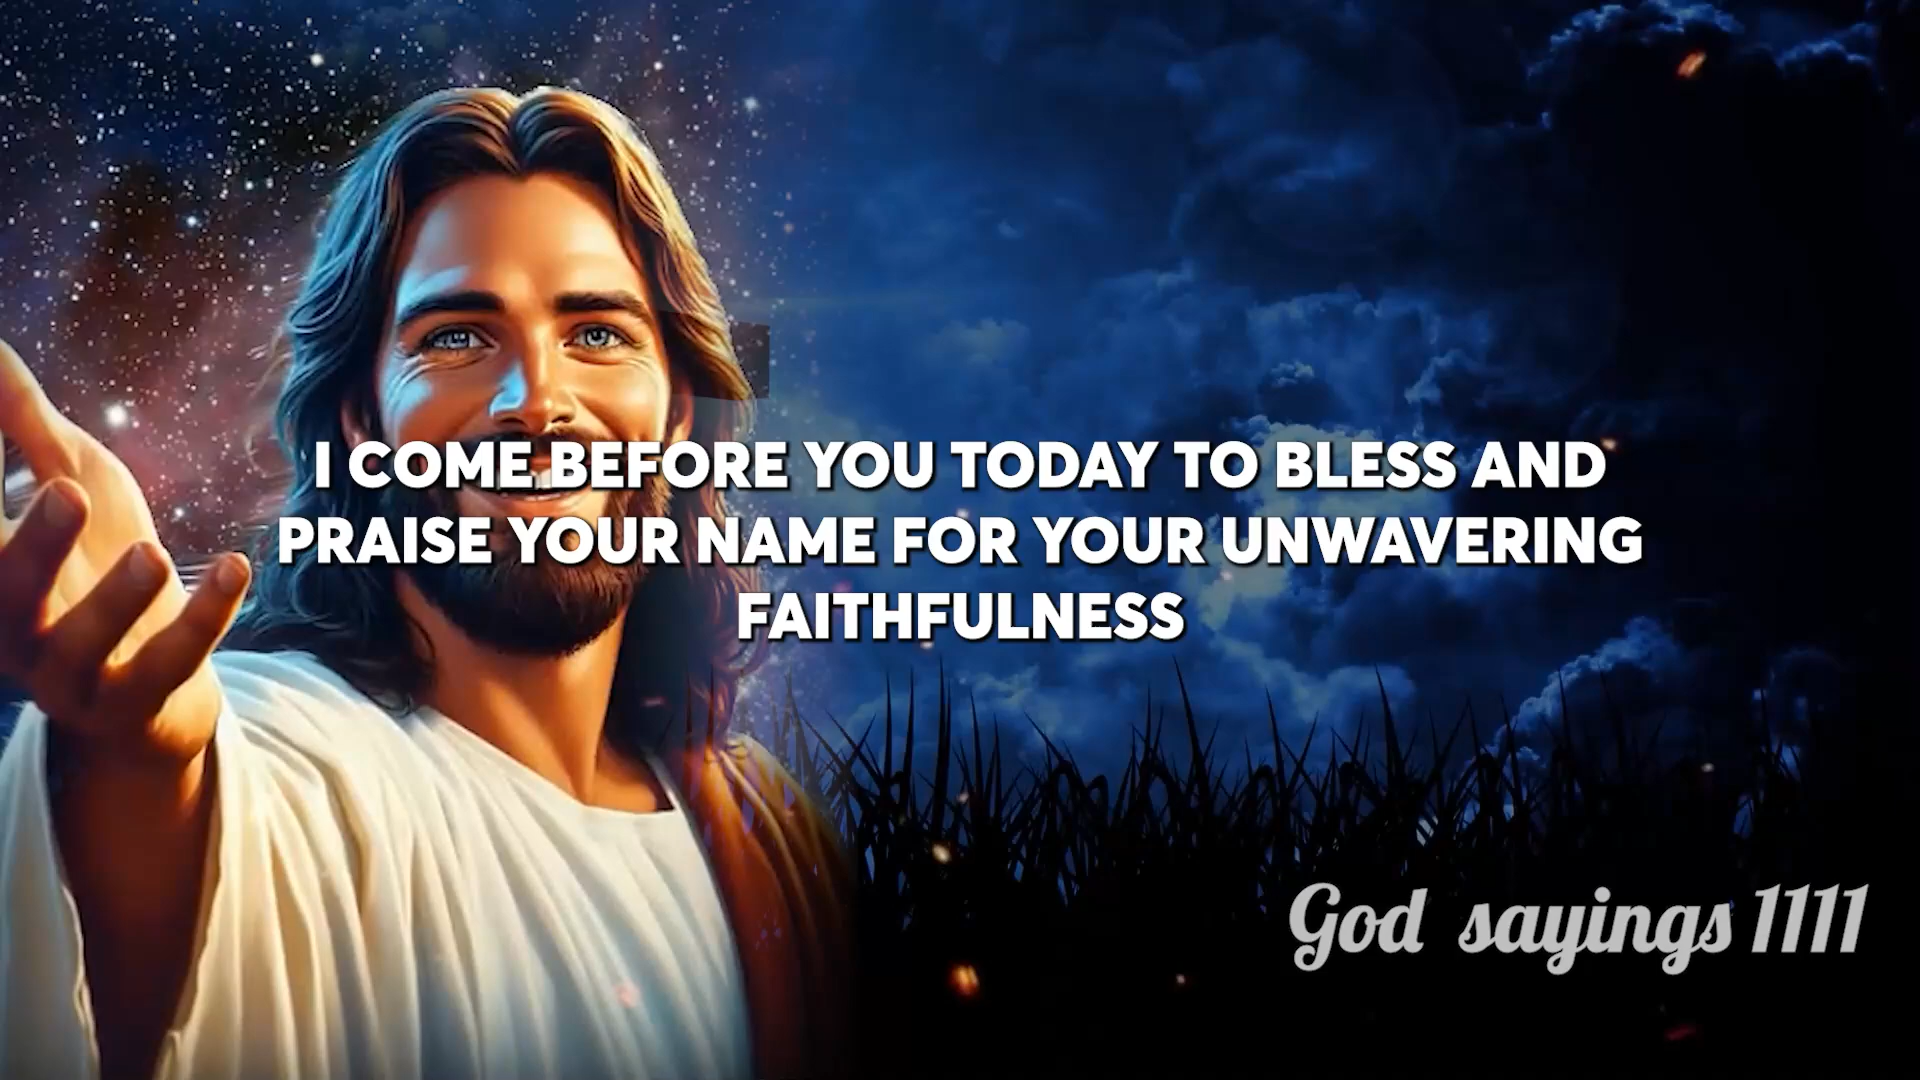 I COME BEFORE YOU TODAY TO BLESS AND
PRAISE YOUR NAME FOR YOUR UNWAVERING
FAITHFULNESS
God sayings 1111